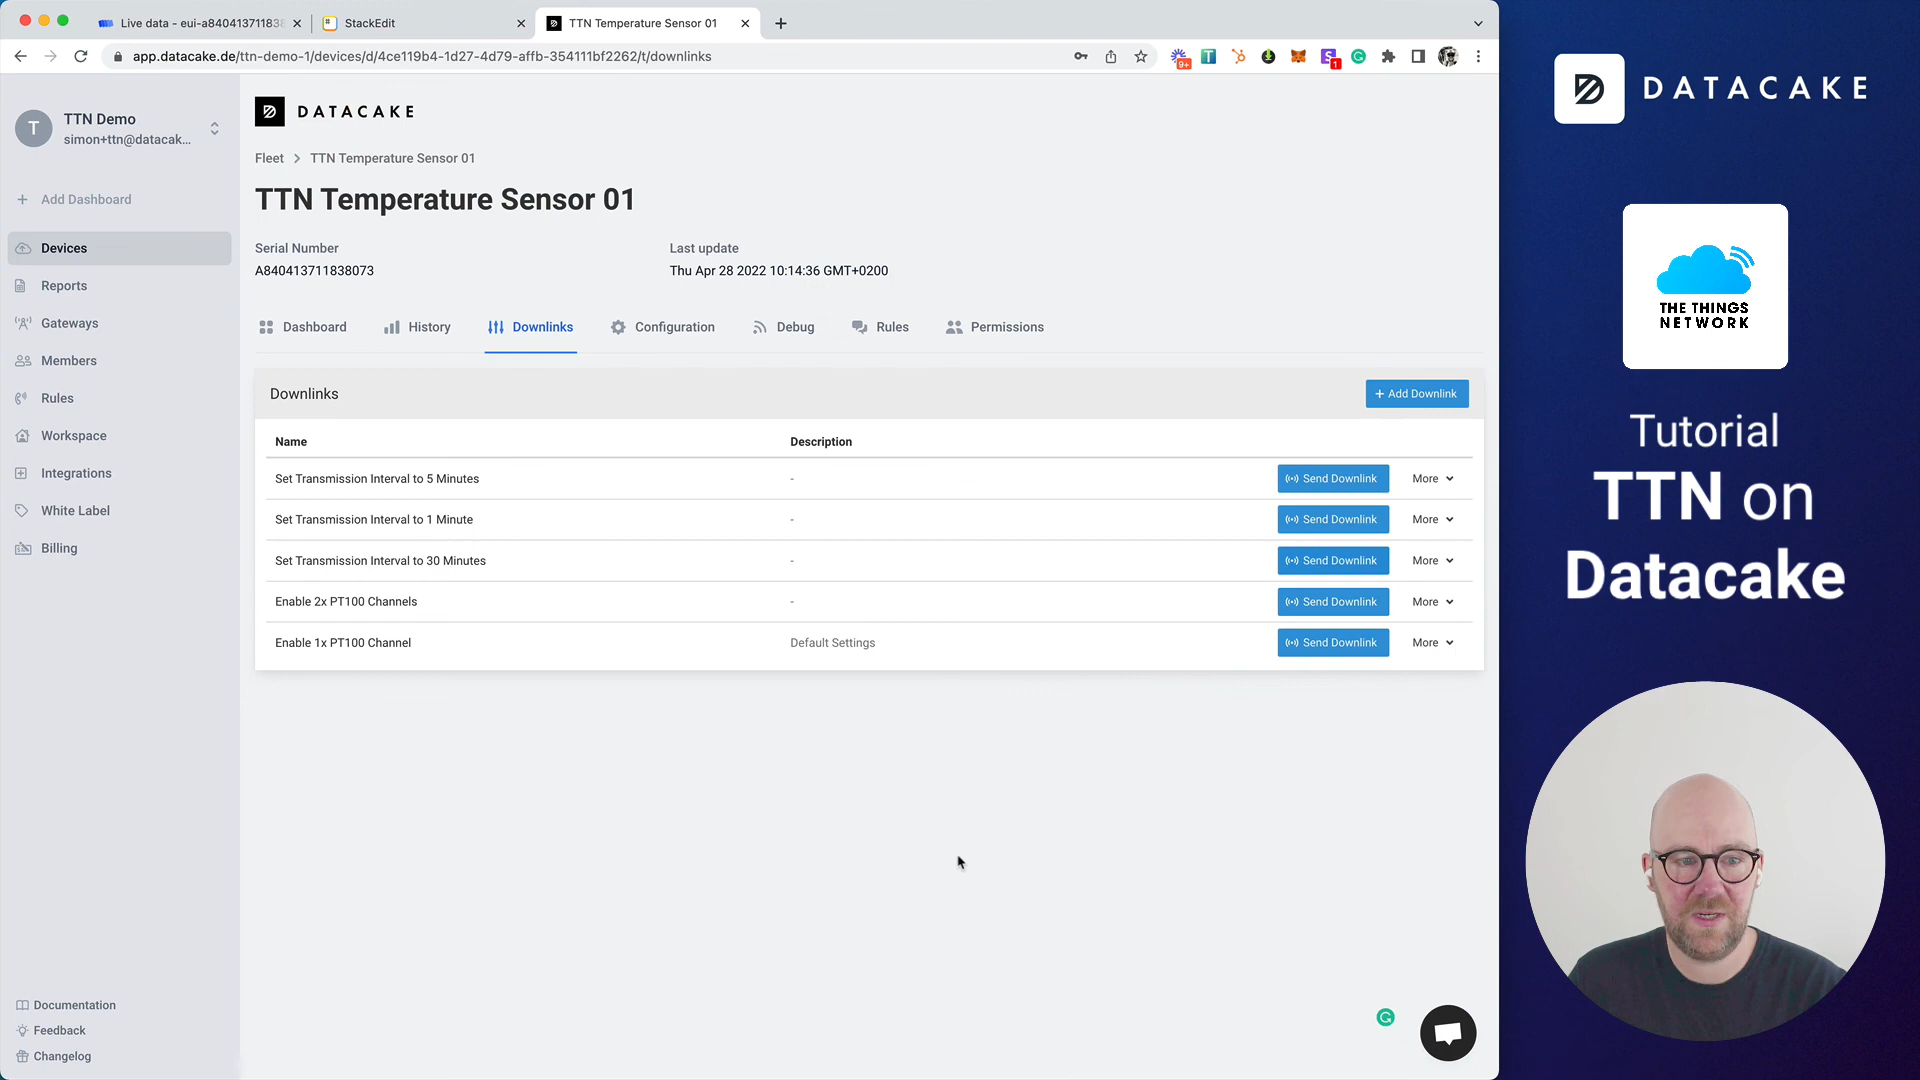 Live data - eui-a84041371183
StackEdit
TTN Temperature Sensor 01
app.datacake.de/ttn-demo-1/devices/d/4ce119b4-1d27-4d79-affb-354111bf2262/t/downlinks
9+
1
T
TTN Demo
simon+ttn@datacak...
Add Dashboard
Devices
Reports
Gateways
Members
Rules
Workspace
Integrations
White Label
Billing
Documentation
Feedback
Changelog
DATACAKE
Fleet > TTN Temperature Sensor 01
TTN Temperature Sensor 01
Serial Number
A840413711838073
Last update
Thu Apr 28 2022 10:14:36 GMT+0200
Dashboard
History
Downlinks
Configuration
Debug
Rules
Permissions
Downlinks
+ Add Downlink
Name
Description
Set Transmission Interval to 5 Minutes - Send Downlink More
Set Transmission Interval to 1 Minute - Send Downlink More
Set Transmission Interval to 30 Minutes - Send Downlink More
Enable 2x PT100 Channels - Send Downlink More
Enable 1x PT100 Channel Default Settings Send Downlink More
DATACAKE
THE THINGS
NETWORK
Tutorial
TTN on
Datacake